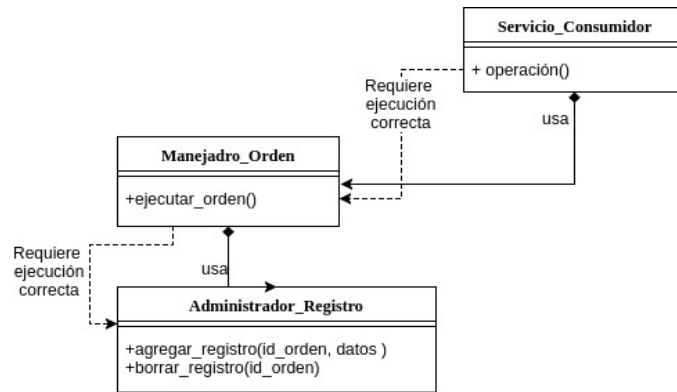 Servicio_Consumidor
+ operación()
Requiere
ejecución
correcta
usa
Manejadro_Orden
+ejecutar_orden()
Requiere
ejecución
correcta
usa
Administrador_Registro
+agregar_registro(id_orden, datos )
+borrar_registro(id_orden)